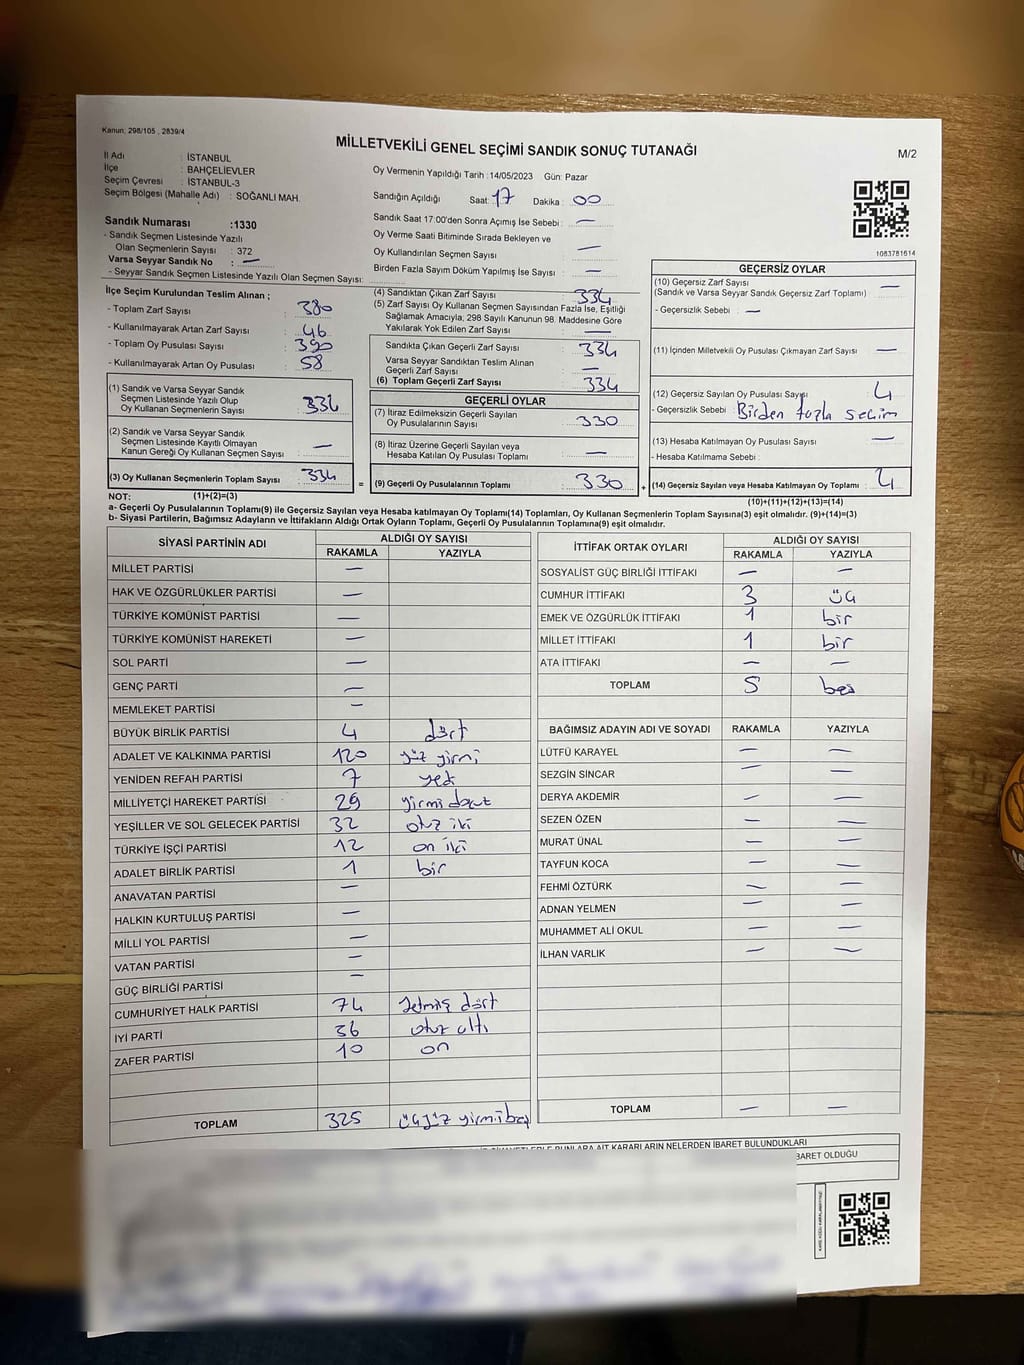 Kanun, 298/105 , 2839/4
MİLLETVEKİLİ GENEL SEÇİMİ SANDIK SONUÇ TUTANAĞI
M/2
İl Adı : İSTANBUL
İlçe : BAHÇELİEVLER
Seçim Çevresi : İSTANBUL-3
Seçim Bölgesi (Mahalle Adı) : SOĞANLI MAH.
Sandık Numarası :1330
- Sandık Seçmen Listesinde Yazılı
Olan Seçmenlerin Sayısı : 372
Varsa Seyyar Sandık No : —
- Seyyar Sandık Seçmen Listesinde Yazılı Olan Seçmen Sayısı:
Oy Vermenin Yapıldığı Tarih :14/05/2023 Gün: Pazar
Sandığın Açıldığı Saat: 17 Dakika : 00
Sandık Saat 17:00'den Sonra Açımış İse Sebebi : —
Oy Verme Saati Bitiminde Sırada Bekleyen ve
Oy Kullandırılan Seçmen Sayısı : —
Birden Fazla Sayım Döküm Yapılmış İse Sayısı : —
1083781614
İlçe Seçim Kurulundan Teslim Alınan ;
- Toplam Zarf Sayısı : 380
- Kullanılmayarak Artan Zarf Sayısı : 46
- Toplam Oy Pusulası Sayısı : 390
- Kullanılmayarak Artan Oy Pusulası : 58
(1) Sandık ve Varsa Seyyar Sandık
Seçmen Listesinde Yazılı Olup
Oy Kullanan Seçmenlerin Sayısı : 334
(2) Sandık ve Varsa Seyyar Sandık
Seçmen Listesinde Kayıtlı Olmayan
Kanun Gereği Oy Kullanan Seçmen Sayısı : —
(3) Oy Kullanan Seçmenlerin Toplam Sayısı : 334
=
(4) Sandıktan Çıkan Zarf Sayısı : 334
(5) Zarf Sayısı Oy Kullanan Seçmen Sayısından Fazla İse, Eşitliği
Sağlamak Amacıyla, 298 Sayılı Kanunun 98. Maddesine Göre
Yakılarak Yok Edilen Zarf Sayısı : —
Sandıkta Çıkan Geçerli Zarf Sayısı : 334
Varsa Seyyar Sandıktan Teslim Alınan
Geçerli Zarf Sayısı : —
(6) Toplam Geçerli Zarf Sayısı : 334
GEÇERLİ OYLAR
(7) İtiraz Edilmeksizin Geçerli Sayılan
Oy Pusulalarının Sayısı : 330
(8) İtiraz Üzerine Geçerli Sayılan veya
Hesaba Katılan Oy Pusulası Toplamı : —
(9) Geçerli Oy Pusulalarının Toplamı : 330
+
GEÇERSİZ OYLAR
(10) Geçersiz Zarf Sayısı : —
(Sandık ve Varsa Seyyar Sandık Geçersiz Zarf Toplamı)
- Geçersizlik Sebebi : —
(11) İçinden Milletvekili Oy Pusulası Çıkmayan Zarf Sayısı : —
(12) Geçersiz Sayılan Oy Pusulası Sayısı : 4
- Geçersizlik Sebebi : Birden fazla seçim
(13) Hesaba Katılmayan Oy Pusulası Sayısı : —
- Hesaba Katılmama Sebebi :
(14) Geçersiz Sayılan veya Hesaba Katılmayan Oy Toplamı : 4
NOT: (1)+(2)=(3)
(10)+(11)+(12)+(13)=(14)
a- Geçerli Oy Pusulasının Toplamı(9) ile Geçersiz Sayılan veya Hesaba katılmayan Oy Toplamı(14) Toplamları, Oy Kullanan Seçmenlerin Toplam Sayısına(3) eşit olmalıdır. (9)+(14)=(3)
b- Siyasi Partilerin, Bağımsız Adayların ve İttifakların Aldığı Ortak Oyların Toplamı, Geçerli Oy Pusulalarının Toplamına(9) eşit olmalıdır.
SİYASİ PARTİNİN ADI ALDIĞI OY SAYISI
RAKAMLA YAZIYLA
MİLLET PARTİSİ —
HAK VE ÖZGÜRLÜKLER PARTİSİ —
TÜRKİYE KOMÜNİST PARTİSİ —
TÜRKİYE KOMÜNİST HAREKETİ —
SOL PARTİ —
GENÇ PARTİ —
MEMLEKET PARTİSİ —
BÜYÜK BİRLİK PARTİSİ 4 dört
ADALET VE KALKINMA PARTİSİ 120 yüz yirmi
YENİDEN REFAH PARTİSİ 7 yedi
MİLLİYETÇİ HAREKET PARTİSİ 29 yirmi
YEŞİLLER VE SOL GELECEK PARTİSİ 32 otuz iki
TÜRKİYE İŞÇİ PARTİSİ 12 on iki
ADALET BİRLİK PARTİSİ 1 bir
ANAVATAN PARTİSİ —
HALKIN KURTULUŞ PARTİSİ —
MİLLİ YOL PARTİSİ —
VATAN PARTİSİ —
GÜÇ BİRLİĞİ PARTİSİ —
CUMHURİYET HALK PARTİSİ 74 yetmiş dört
İYİ PARTİ 36 otuz altı
ZAFER PARTİSİ 10 on
TOPLAM 325 üçyüz yirmibeş
İTTİFAK ORTAK OYLARI ALDIĞI OY SAYISI
RAKAMLA YAZIYLA
SOSYALİST GÜÇ BİRLİĞİ İTTİFAKI — —
CUMHUR İTTİFAKI 3 üç
EMEK VE ÖZGÜRLÜK İTTİFAKI 1 bir
MİLLET İTTİFAKI 1 bir
ATA İTTİFAKI — —
TOPLAM 5 beş
BAĞIMSIZ ADAYIN ADI VE SOYADI RAKAMLA YAZIYLA
LÜTFÜ KARAYEL — —
SEZGİN SİNCAR — —
DERYA AKDEMİR — —
SEZEN ÖZEN — —
MURAT ÜNAL — —
TAYFUN KOCA — —
FEHMİ ÖZTÜRK — —
ADNAN YELMEN — —
MUHAMMET ALİ OKUL — —
İLHAN VARLIK — —
TOPLAM — —
BUNLARA AİT KARARLARIN NELERDEN İBARET BULUNDUKLARI
BARET OLDUĞU